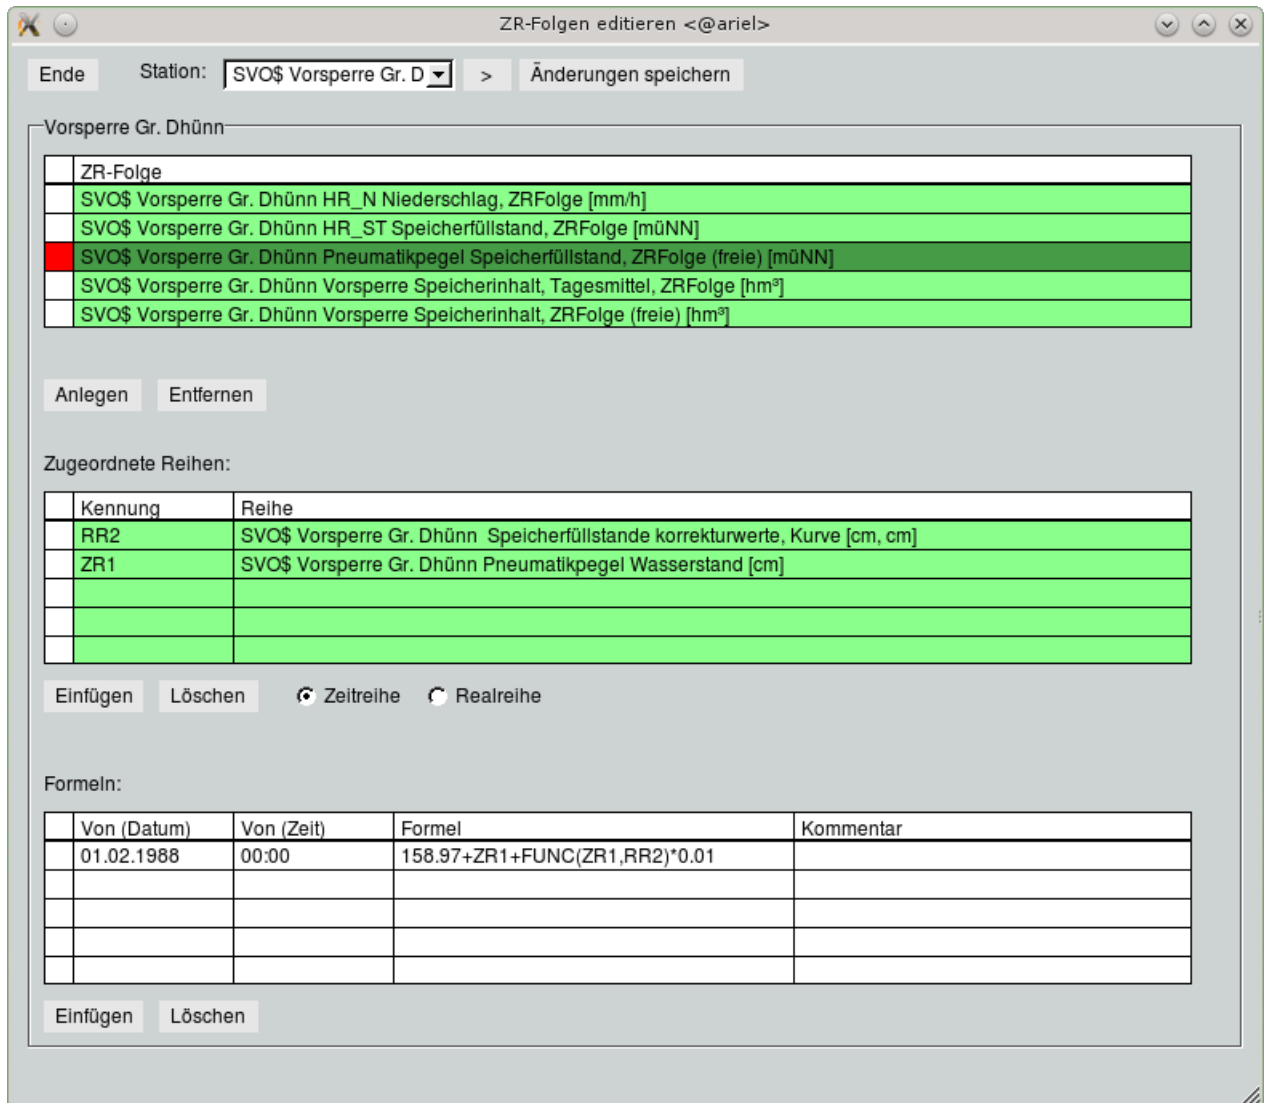 ZR-Folgen editieren <@ariel>
Ende Station: SVO$ Vorsperre Gr. D > Änderungen speichern
Vorsperre Gr. Dhünn
ZR-Folge
SVO$ Vorsperre Gr. Dhünn HR_N Niederschlag, ZRFolge [mm/h]
SVO$ Vorsperre Gr. Dhünn HR_ST Speicherfüllstand, ZRFolge [müNN]
SVO$ Vorsperre Gr. Dhünn Pneumatikpegel Speicherfüllstand, ZRFolge (freie) [müNN]
SVO$ Vorsperre Gr. Dhünn Vorsperre Speicherinhalt, Tagesmittel, ZRFolge [hm³]
SVO$ Vorsperre Gr. Dhünn Vorsperre Speicherinhalt, ZRFolge (freie) [hm³]
Anlegen Entfernen
Zugeordnete Reihen:
Kennung Reihe
RR2 SVO$ Vorsperre Gr. Dhünn  Speicherfüllstande korrekturwerte, Kurve [cm, cm]
ZR1 SVO$ Vorsperre Gr. Dhünn Pneumatikpegel Wasserstand [cm]
Einfügen Löschen Zeitreihe Realreihe
Formeln:
Von (Datum) Von (Zeit) Formel Kommentar
01.02.1988 00:00 158.97+ZR1+FUNC(ZR1,RR2)*0.01
Einfügen Löschen